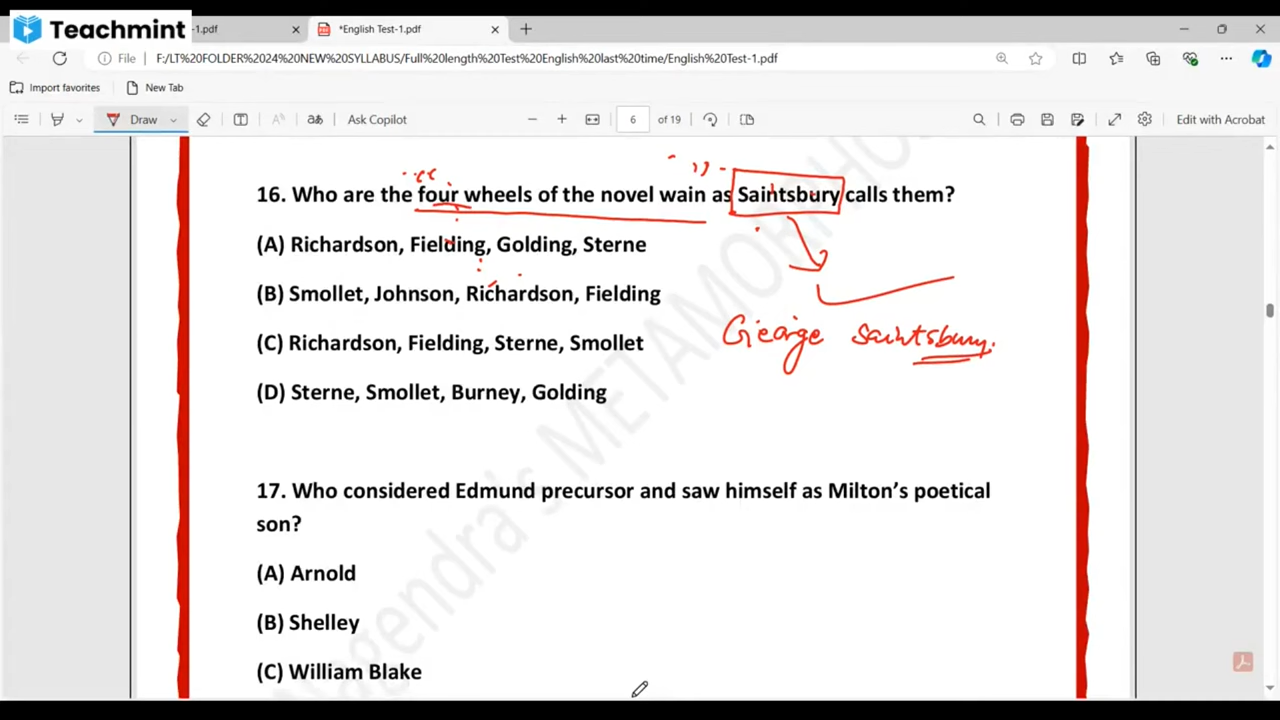 Teachmint
-1.pdf
*English Test-1.pdf
File
F:/LT%20FOLDER%2024%20NEW%20SYLLABUS/Full%20length%20Test%20English%20last%20time/English%20Test-1.pdf
Import favorites
New Tab
Draw
Ask Copilot
6 of 19
Edit with Acrobat
16. Who are the four wheels of the novel wain as Saintsbury calls them?
(A) Richardson, Fielding, Golding, Sterne
(B) Smollet, Johnson, Richardson, Fielding
(C) Richardson, Fielding, Sterne, Smollet
George Saintsbury.
(D) Sterne, Smollet, Burney, Golding
17. Who considered Edmund precursor and saw himself as Milton’s poetical
son?
(A) Arnold
(B) Shelley
(C) William Blake
agendra's METAMORPHO